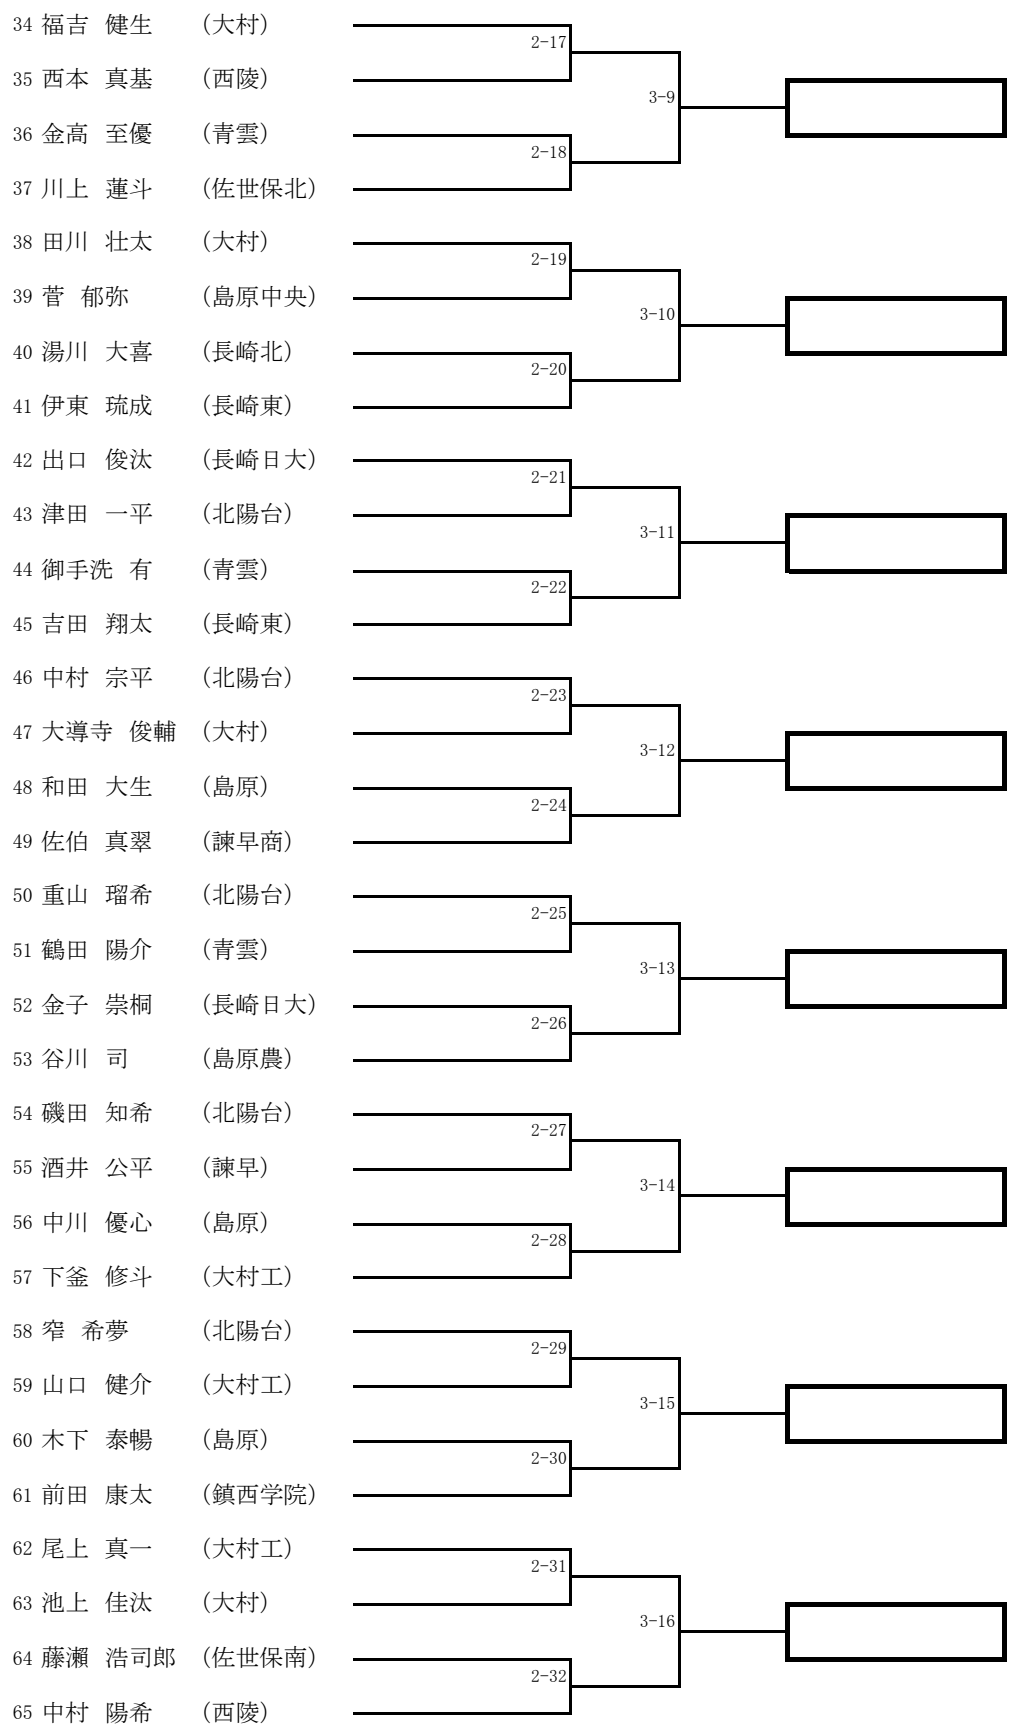 34 福吉 健生 (大村)
2-17
35 西本 真基 (西陵)
3-9
36 金高 至優 (青雲)
2-18
37 川上 蓮斗 (佐世保北)
38 田川 壮太 (大村)
2-19
39 菅 郁弥 (島原中央)
3-10
40 湯川 大喜 (長崎北)
2-20
41 伊東 琉成 (長崎東)
42 出口 俊汰 (長崎日大)
2-21
43 津田 一平 (北陽台)
3-11
44 御手洗 有 (青雲)
2-22
45 吉田 翔太 (長崎東)
46 中村 宗平 (北陽台)
2-23
47 大導寺 俊輔 (大村)
3-12
48 和田 大生 (島原)
2-24
49 佐伯 真翠 (諫早商)
50 重山 瑠希 (北陽台)
2-25
51 鶴田 陽介 (青雲)
3-13
52 金子 崇桐 (長崎日大)
2-26
53 谷川 司 (島原農)
54 磯田 知希 (北陽台)
2-27
55 酒井 公平 (諫早)
3-14
56 中川 優心 (島原)
2-28
57 下釜 修斗 (大村工)
58 窄 希夢 (北陽台)
2-29
59 山口 健介 (大村工)
3-15
60 木下 泰暢 (島原)
2-30
61 前田 康太 (鎮西学院)
62 尾上 真一 (大村工)
2-31
63 池上 佳汰 (大村)
3-16
64 藤瀬 浩司郎 (佐世保南)
2-32
65 中村 陽希 (西陵)